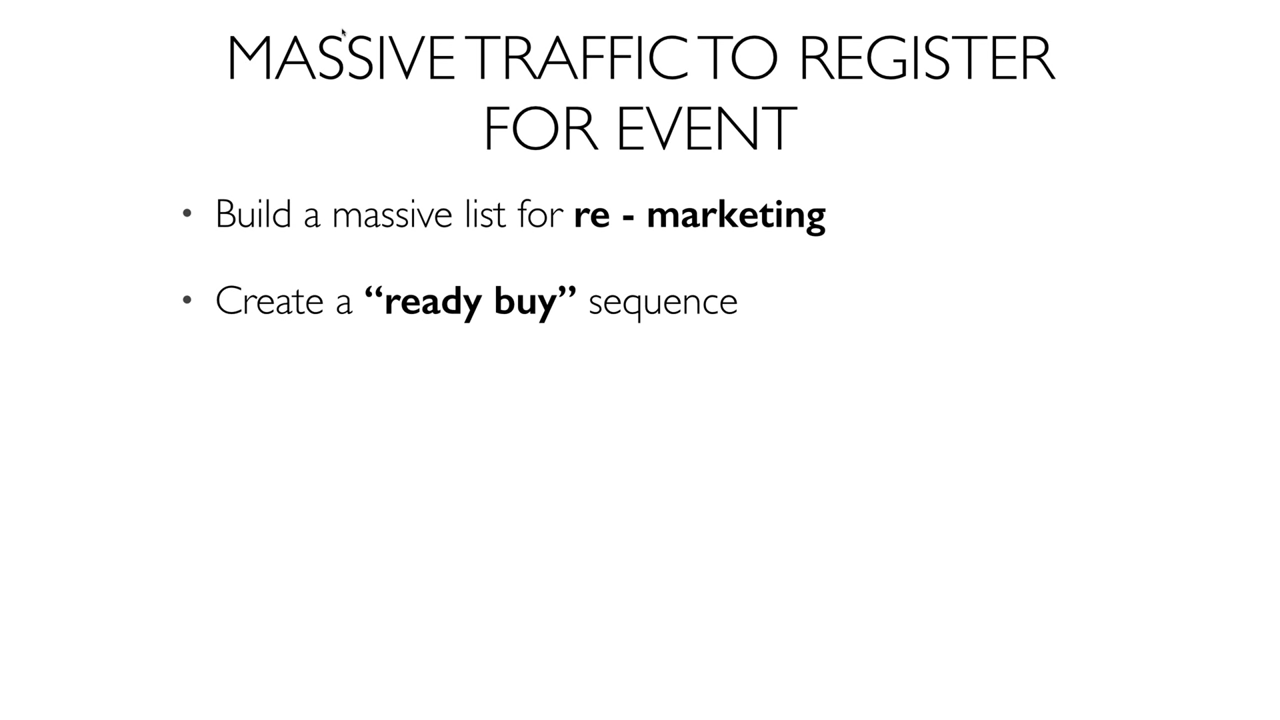 MASSIVE TRAFFIC TO REGISTER
FOR EVENT
• Build a massive list for re - marketing
• Create a “ready buy” sequence